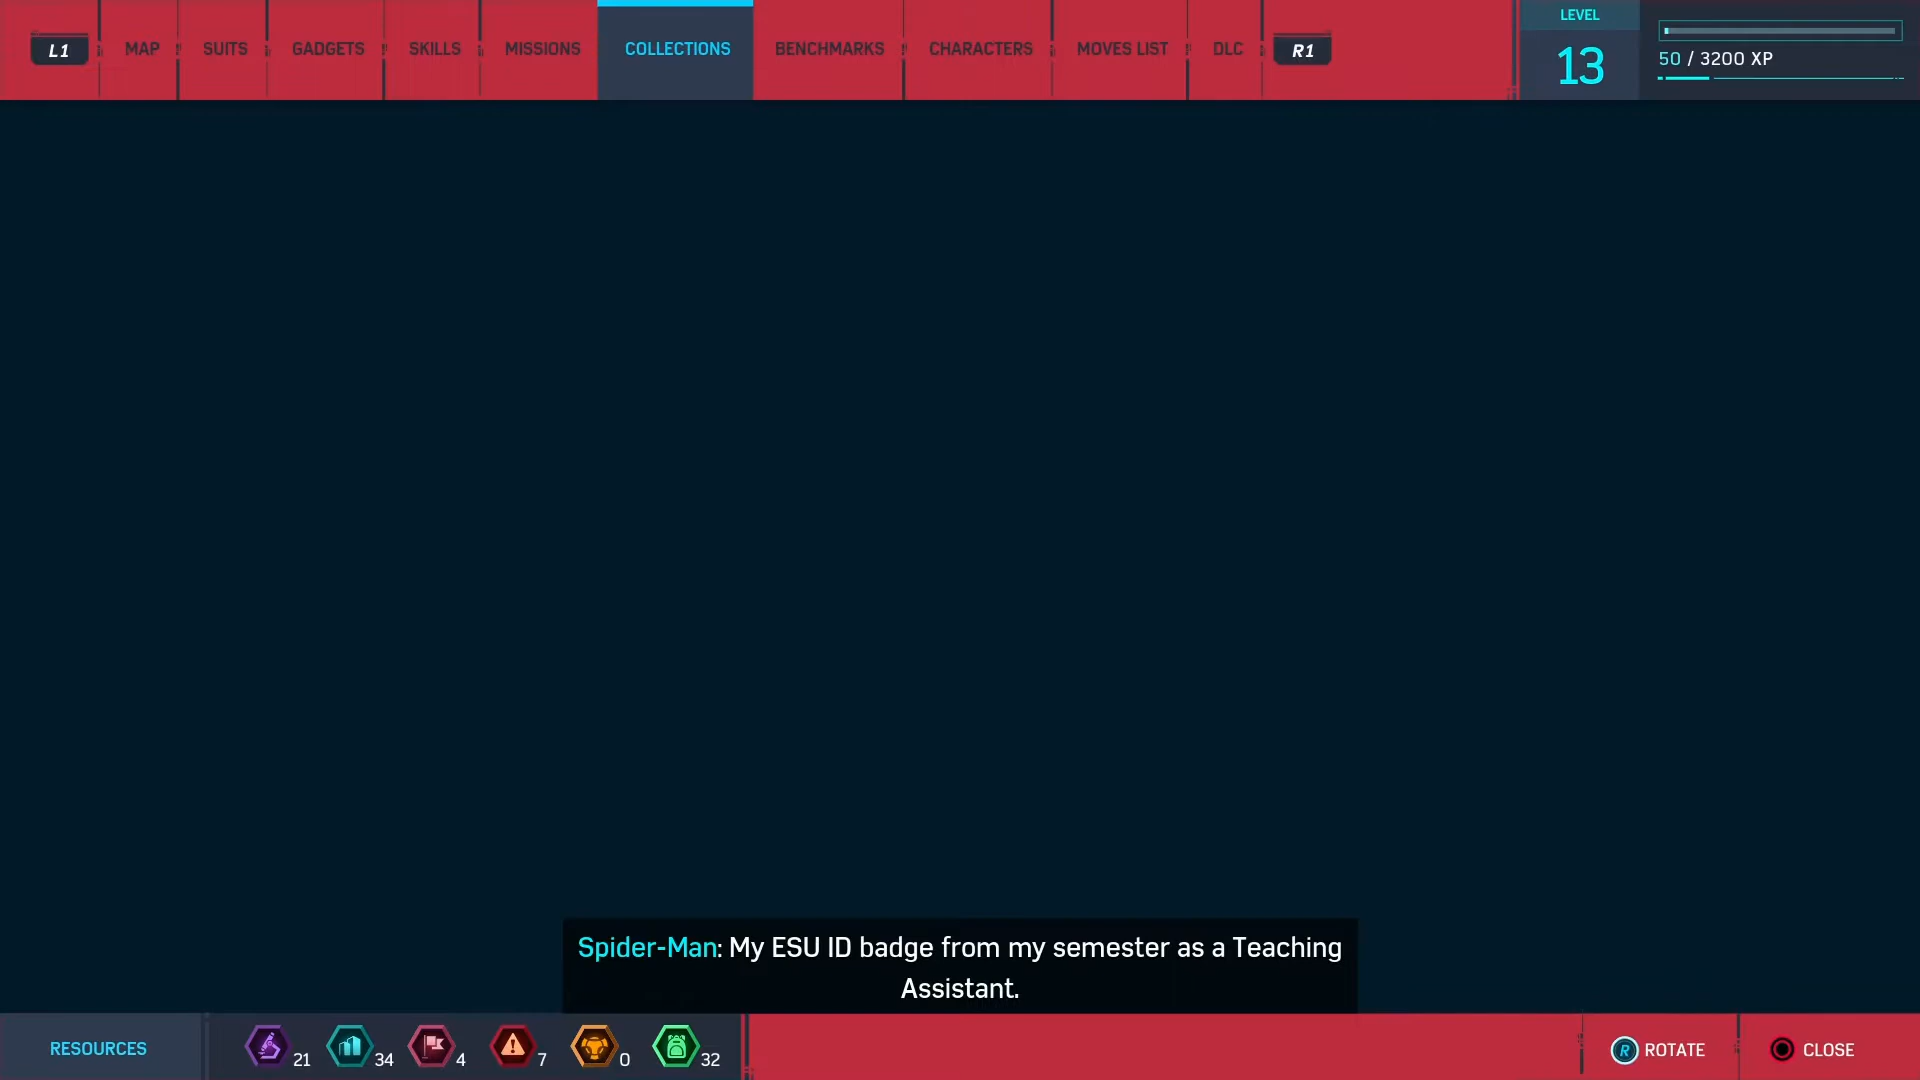 L1 MAP SUITS GADGETS SKILLS MISSIONS COLLECTIONS BENCHMARKS CHARACTERS MOVES LIST DLC R1
LEVEL
13
50 / 3200 XP
Spider-Man: My ESU ID badge from my semester as a Teaching
Assistant.
RESOURCES 21 34 4 7 0 32 R ROTATE CLOSE